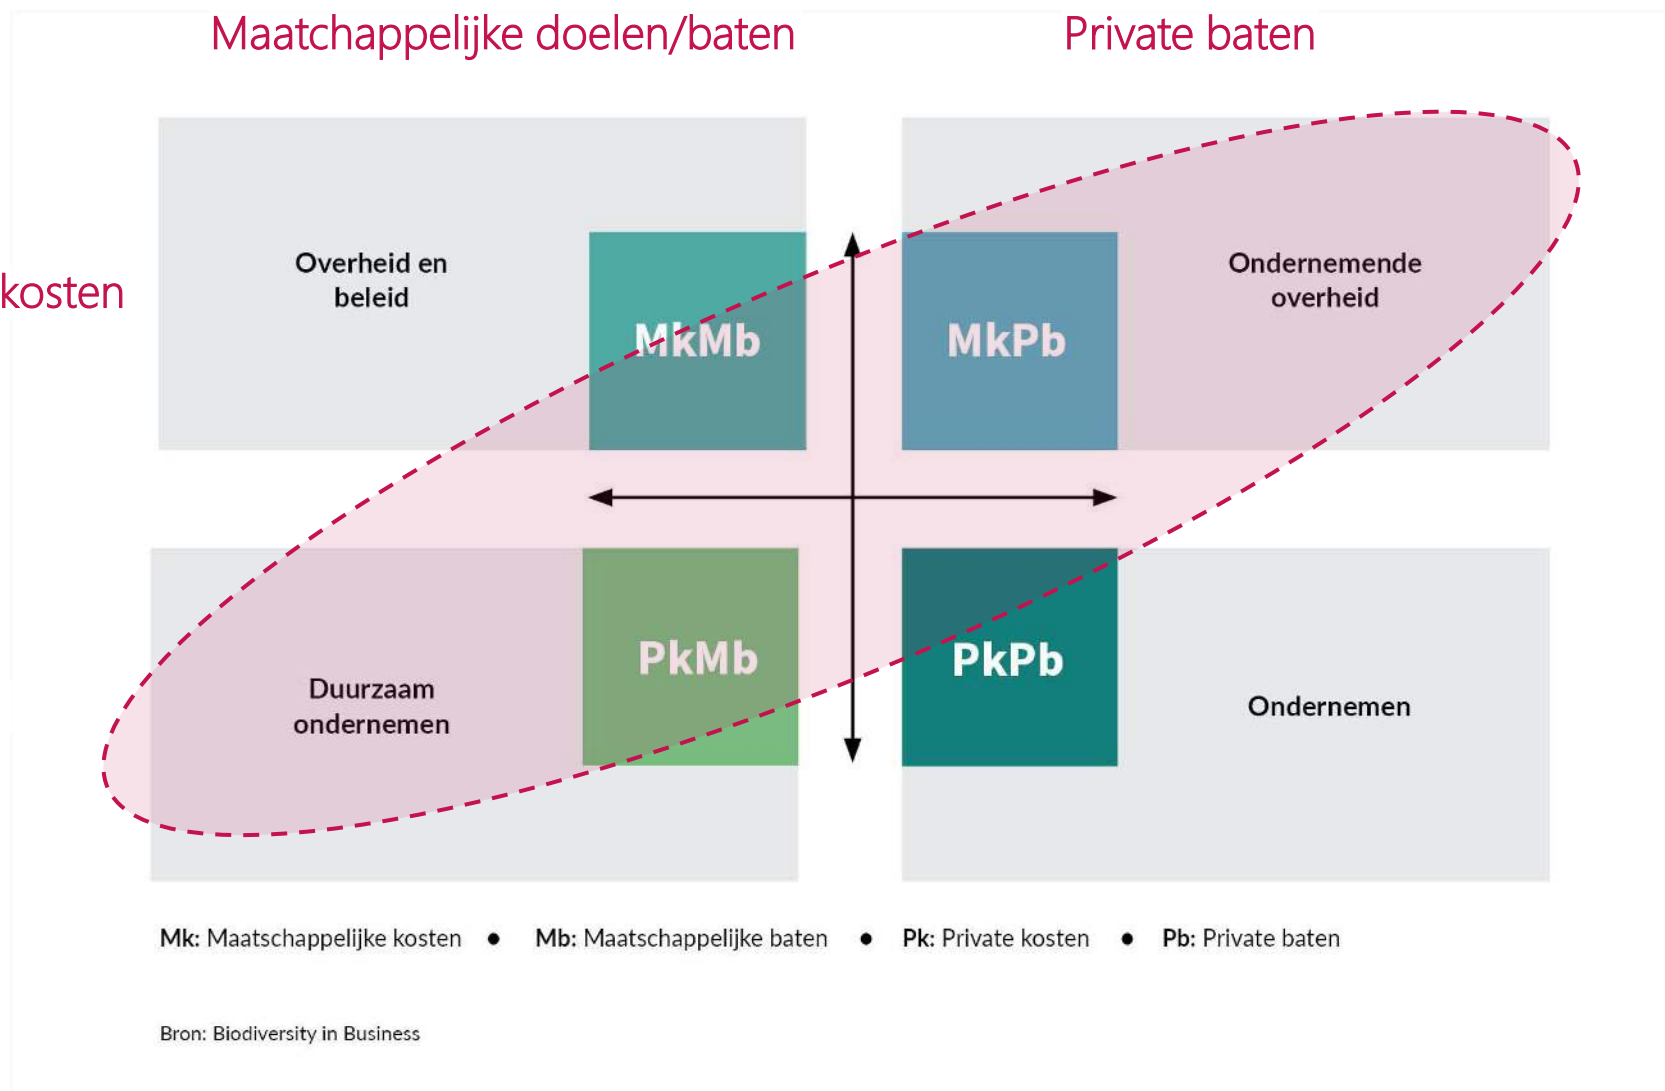 Maatchappelijke doelen/baten
Private baten
kosten
Overheid en
beleid
MkMb
MkPb
Ondernemende
overheid
Duurzaam
ondernemen
PkMb
PkPb
Ondernemen
Mk: Maatschappelijke kosten ● Mb: Maatschappelijke baten ● Pk: Private kosten ● Pb: Private baten
Bron: Biodiversity in Business